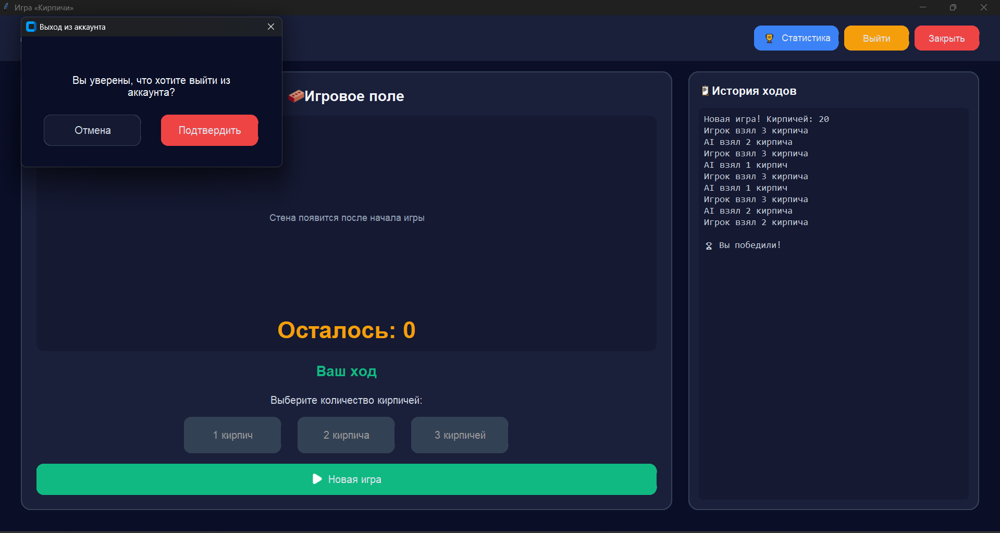 Игра «Кирпичи»
Выход из аккаунта
Вы уверены, что хотите выйти из
аккаунта?
Отмена
Подтвердить
Статистика
Выйти
Закрыть
Игровое поле
Стена появится после начала игры
Осталось: 0
Ваш ход
Выберите количество кирпичей:
1 кирпич
2 кирпича
3 кирпичей
Новая игра
История ходов
Новая игра! Кирпичей: 20
Игрок взял 3 кирпича
AI взял 2 кирпича
Игрок взял 3 кирпича
AI взял 1 кирпич
Игрок взял 3 кирпича
AI взял 1 кирпич
Игрок взял 3 кирпича
AI взял 2 кирпича
Игрок взял 2 кирпича
Вы победили!